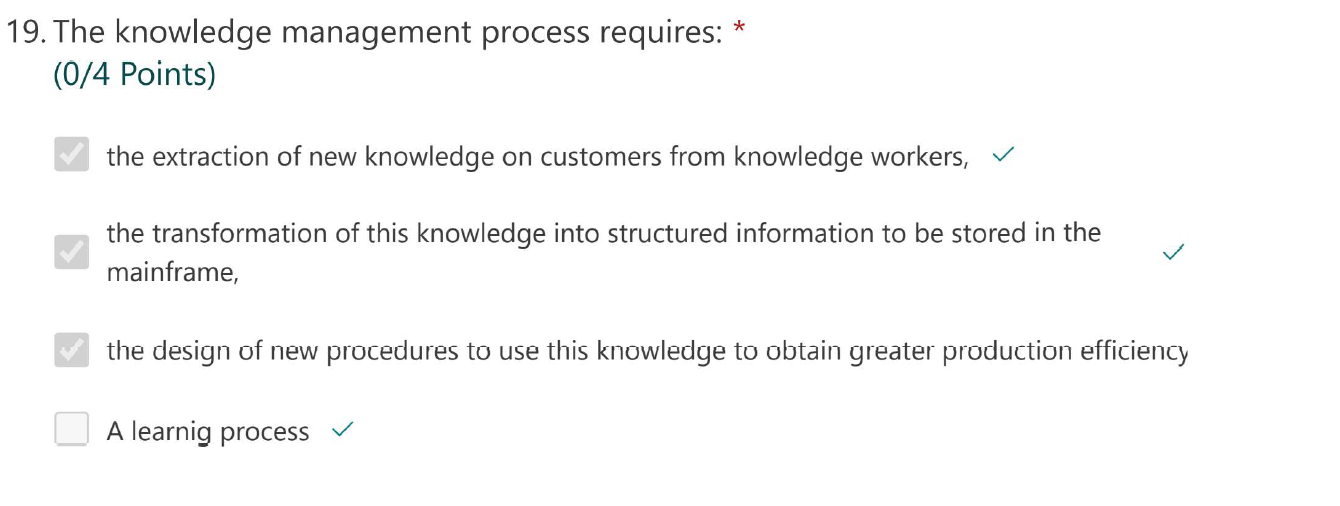 19. The knowledge management process requires: *
(0/4 Points)
the extraction of new knowledge on customers from knowledge workers,
the transformation of this knowledge into structured information to be stored in the
mainframe,
the design of new procedures to use this knowledge to obtain greater production efficiency
A learnig process